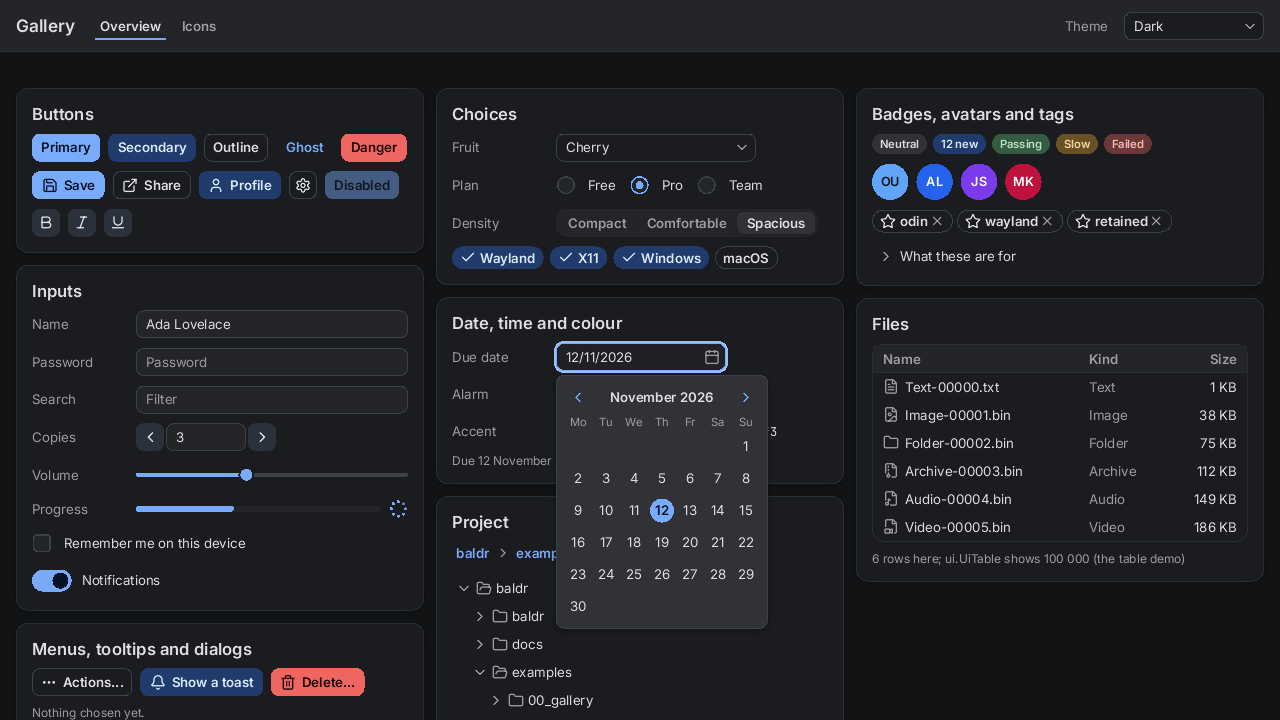 Gallery Overview Icons Theme Dark
Buttons
Primary Secondary Outline Ghost Danger
Save Share Profile Disabled
B I U
Inputs
Name Ada Lovelace
Password Password
Search Filter
Copies 3
Volume
Progress
Remember me on this device
Notifications
Menus, tooltips and dialogs
Actions... Show a toast Delete...
Nothing chosen yet.
Choices
Fruit Cherry
Plan Free Pro Team
Density Compact Comfortable Spacious
Wayland X11 Windows macOS
Date, time and colour
Due date 12/11/2026
Alarm
Accent
Due 12 November
November 2026
Mo Tu We Th Fr Sa Su
1
2 3 4 5 6 7 8
9 10 11 12 13 14 15
16 17 18 19 20 21 22
23 24 25 26 27 28 29
30
Project
baldr
baldr
baldr
docs
examples
00_gallery
Badges, avatars and tags
Neutral 12 new Passing Slow Failed
OU AL JS MK
odin wayland retained
What these are for
Files
Name Kind Size
Text-00000.txt Text 1 KB
Image-00001.bin Image 38 KB
Folder-00002.bin Folder 75 KB
Archive-00003.bin Archive 112 KB
Audio-00004.bin Audio 149 KB
Video-00005.bin Video 186 KB
6 rows here; ui.UiTable shows 100 000 (the table demo)